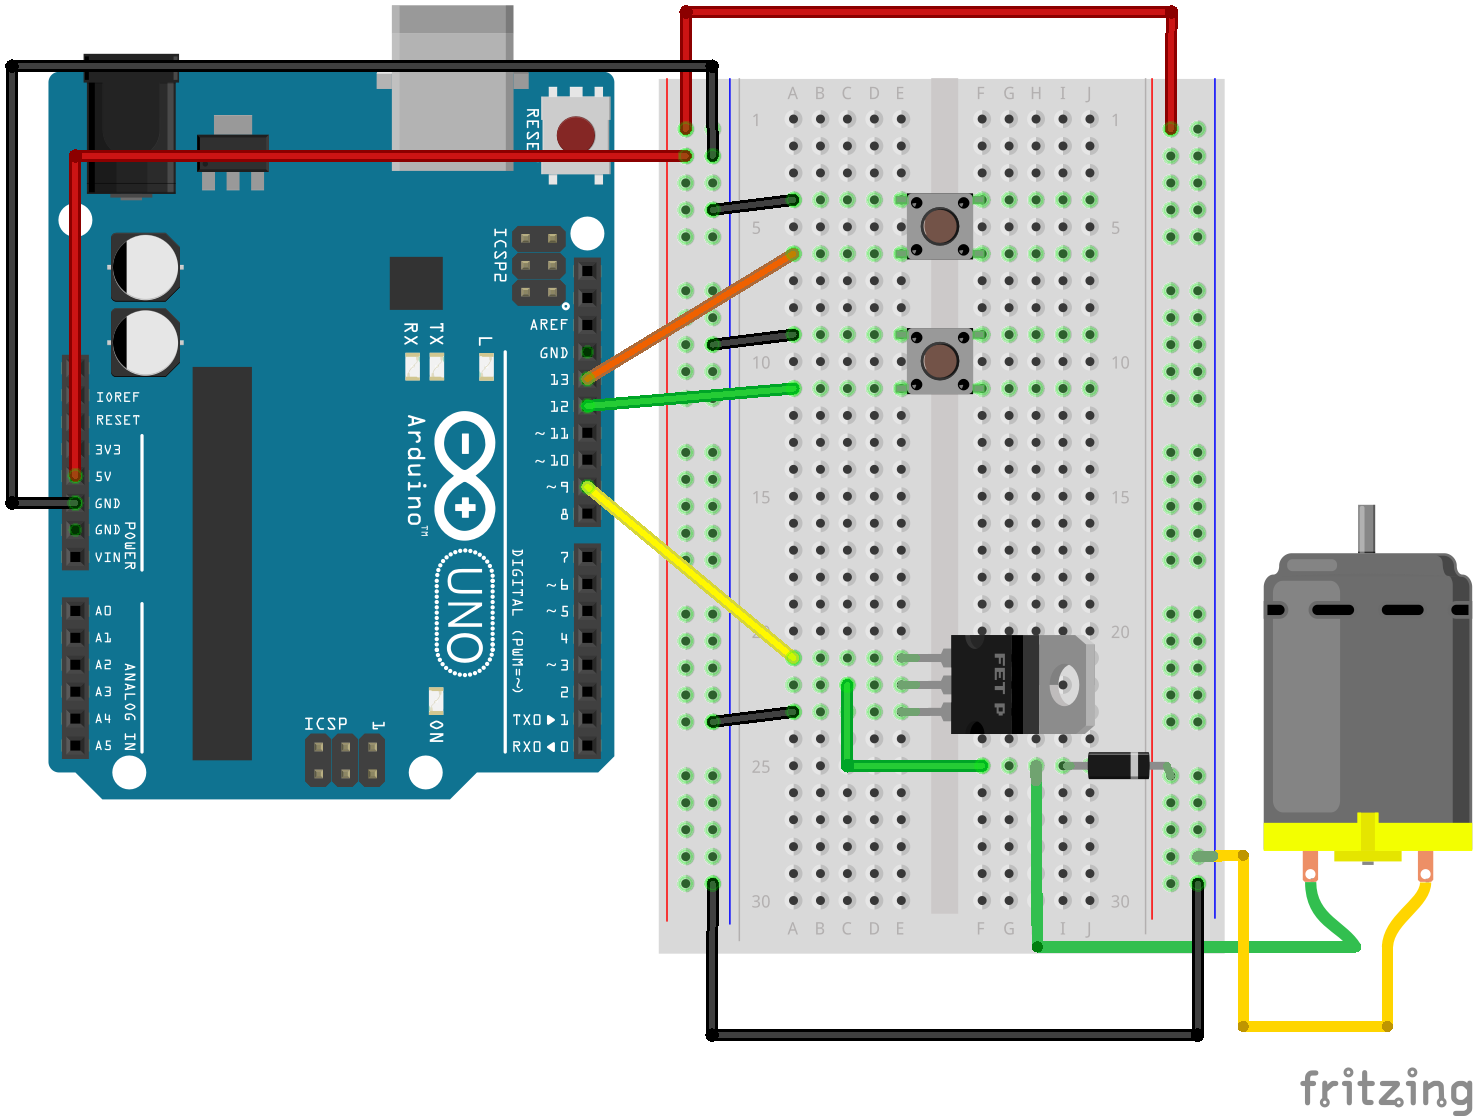 RESE
ICSP2
AREF
GND
13
12
~11
~10
~9
8
7
~6
~5
4
~3
2
TX0▶1
RX0◀0
RX
TX
L
IOREF
RESET
3V3
5V
GND
GND
VIN
POWER
A0
A1
A2
A3
A4
A5
ANALOG IN
Arduino™
UNO
DIGITAL (PWM=~)
ICSP
1
ON
A B C D E F G H I J
1 1
5 5
10 10
15 15
20 20
25 25
30 30
A B C D E F G I J
FET P
fritzing